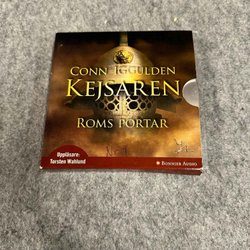 Conn Iggulden
Kejsaren
Roms portar
Uppläsare:
Torsten Wahlund
Bonnier Audio